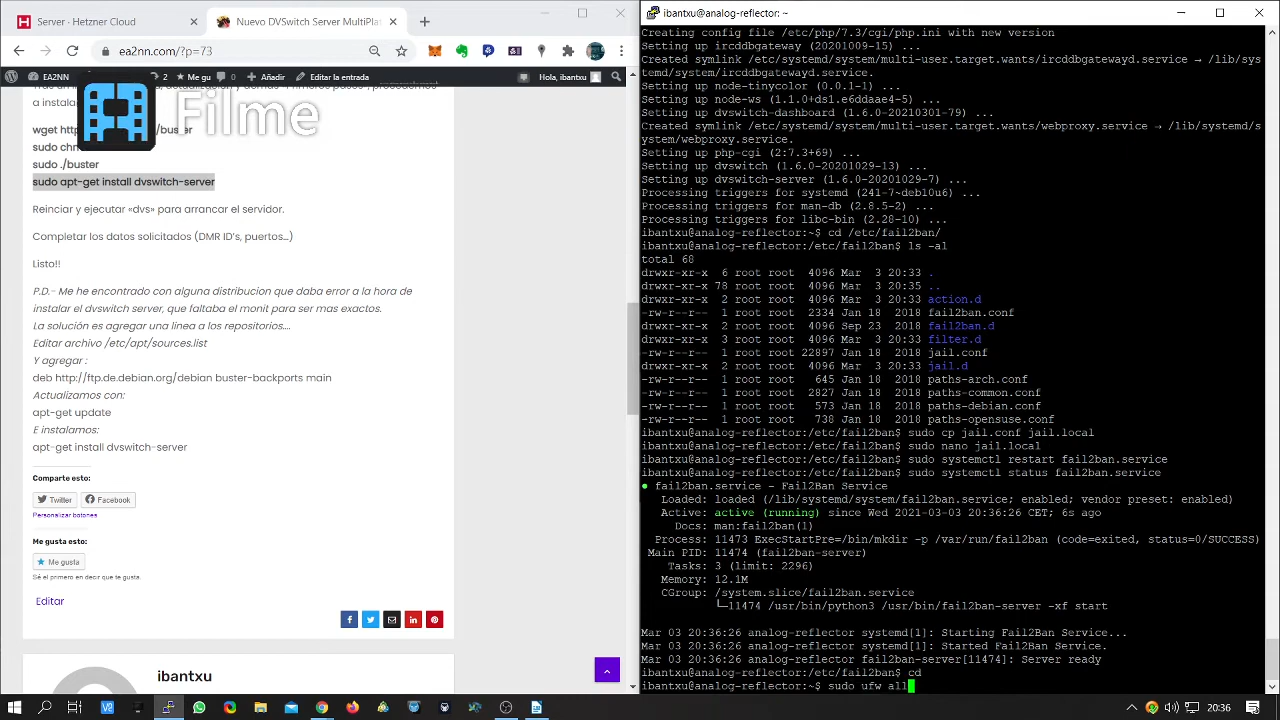 Server - Hetzner Cloud
Nuevo DVSwitch Server MultiPlat
ea2nn.com/?p=73
EA2NN
2
Me gu
0
Añadir
Editar la entrada
Hola, ibantxu
a instala
Filme
wget http
/buster
sudo chm
sudo ./buster
sudo apt-get install dvswitch-server
Reinciar y ejecutar «dvs» para arrancar el servidor.
Completar los datos solicitados (DMR ID's, puertos...)
Listo!!
P.D.- Me he encontrado con alguna distribucion que daba error a la hora de
instalar el dvswitch server, que faltaba el monit para ser mas exactos.
La solución es agregar una linea a los repositorios....
Editar archivo /etc/apt/sources.list
Y agregar :
deb http://ftp.de.debian.org/debian buster-backports main
Actualizamos con:
apt-get update
E instalamos:
apt-get install dvswitch-server
Comparte esto:
Twitter
Facebook
Personalizar botones
Me gusta esto:
Me gusta
Sé el primero en decir que te gusta.
Editar
ibantxu
ibantxu@analog-reflector: ~
Creating config file /etc/php/7.3/cgi/php.ini with new version
Setting up ircddbgateway (20201009-15) ...
Created symlink /etc/systemd/system/multi-user.target.wants/ircddbgatewayd.service → /lib/sys
temd/system/ircddbgatewayd.service.
Setting up node-tinycolor (0.0.1-1) ...
Setting up node-ws (1.1.0+ds1.e6ddaae4-5) ...
Setting up dvswitch-dashboard (1.6.0-20210301-79) ...
Created symlink /etc/systemd/system/multi-user.target.wants/webproxy.service → /lib/systemd/s
ystem/webproxy.service.
Setting up php-cgi (2:7.3+69) ...
Setting up dvswitch (1.6.0-20201029-13) ...
Setting up dvswitch-server (1.6.0-20201029-7) ...
Processing triggers for systemd (241-7~deb10u6) ...
Processing triggers for man-db (2.8.5-2) ...
Processing triggers for libc-bin (2.28-10) ...
ibantxu@analog-reflector:~$ cd /etc/fail2ban/
ibantxu@analog-reflector:/etc/fail2ban$ ls -al
total 68
drwxr-xr-x 6 root root 4096 Mar 3 20:33 .
drwxr-xr-x 78 root root 4096 Mar 3 20:35 ..
drwxr-xr-x 2 root root 4096 Mar 3 20:33 action.d
-rw-r--r-- 1 root root 2334 Jan 18 2018 fail2ban.conf
drwxr-xr-x 2 root root 4096 Sep 23 2018 fail2ban.d
drwxr-xr-x 3 root root 4096 Mar 3 20:33 filter.d
-rw-r--r-- 1 root root 22897 Jan 18 2018 jail.conf
drwxr-xr-x 2 root root 4096 Mar 3 20:33 jail.d
-rw-r--r-- 1 root root 645 Jan 18 2018 paths-arch.conf
-rw-r--r-- 1 root root 2827 Jan 18 2018 paths-common.conf
-rw-r--r-- 1 root root 573 Jan 18 2018 paths-debian.conf
-rw-r--r-- 1 root root 738 Jan 18 2018 paths-opensuse.conf
ibantxu@analog-reflector:/etc/fail2ban$ sudo cp jail.conf jail.local
ibantxu@analog-reflector:/etc/fail2ban$ sudo nano jail.local
ibantxu@analog-reflector:/etc/fail2ban$ sudo systemctl restart fail2ban.service
ibantxu@analog-reflector:/etc/fail2ban$ sudo systemctl status fail2ban.service
● fail2ban.service - Fail2Ban Service
Loaded: loaded (/lib/systemd/system/fail2ban.service; enabled; vendor preset: enabled)
Active: active (running) since Wed 2021-03-03 20:36:26 CET; 6s ago
Docs: man:fail2ban(1)
Process: 11473 ExecStartPre=/bin/mkdir -p /var/run/fail2ban (code=exited, status=0/SUCCESS)
Main PID: 11474 (fail2ban-server)
Tasks: 3 (limit: 2296)
Memory: 12.1M
CGroup: /system.slice/fail2ban.service
└─11474 /usr/bin/python3 /usr/bin/fail2ban-server -xf start
Mar 03 20:36:26 analog-reflector systemd[1]: Starting Fail2Ban Service...
Mar 03 20:36:26 analog-reflector systemd[1]: Started Fail2Ban Service.
Mar 03 20:36:26 analog-reflector fail2ban-server[11474]: Server ready
ibantxu@analog-reflector:/etc/fail2ban$ cd
ibantxu@analog-reflector:~$ sudo ufw all
20:36